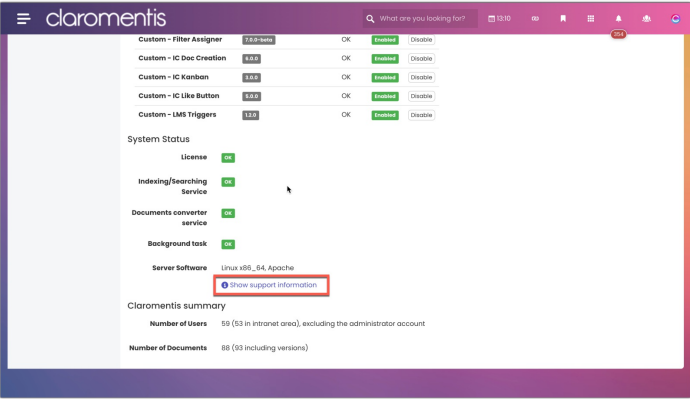 claromentis
What are you looking for?
13:10
354
Custom - Filter Assigner 7.0.0-beta OK Enabled Disable
Custom - IC Doc Creation 6.0.0 OK Enabled Disable
Custom - IC Kanban 3.0.0 OK Enabled Disable
Custom - IC Like Button 5.0.0 OK Enabled Disable
Custom - LMS Triggers 1.2.0 OK Enabled Disable
System Status
License OK
Indexing/Searching OK
Service
Documents converter OK
service
Background task OK
Server Software Linux x86_64, Apache
Show support information
Claromentis summary
Number of Users 59 (53 in intranet area), excluding the administrator account
Number of Documents 88 (93 including versions)